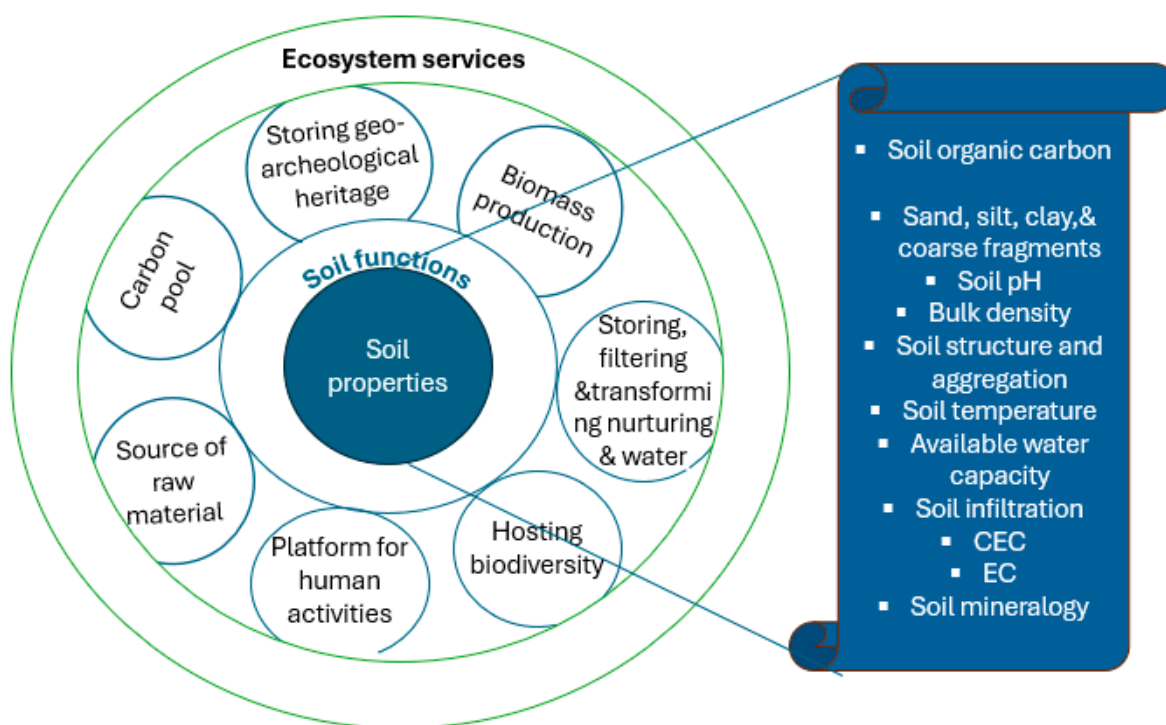 Ecosystem services
Storing geo-
archeological
heritage
Biomass
production
Storing,
filtering
&transformi
ng nurturing
& water
Hosting
biodiversity
Platform for
human
activities
Source of
raw
material
Carbon
pool
Soil functions
Soil
properties
▪ Soil organic carbon
▪ Sand, silt, clay,&
coarse fragments
▪ Soil pH
▪ Bulk density
▪ Soil structure and
aggregation
▪ Soil temperature
▪ Available water
capacity
▪ Soil infiltration
▪ CEC
▪ EC
▪ Soil mineralogy